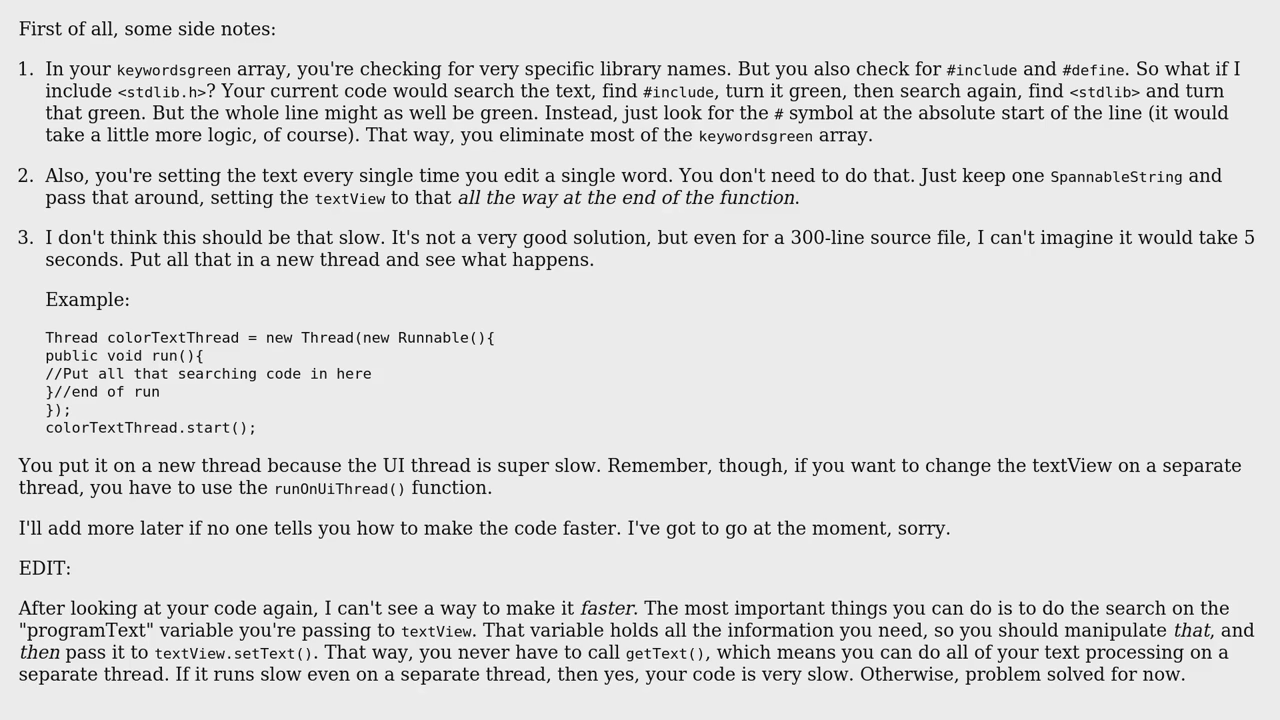 First of all, some side notes:
1. In your keywordsgreen array, you're checking for very specific library names. But you also check for #include and #define. So what if I
include <stdlib.h>? Your current code would search the text, find #include, turn it green, then search again, find <stdlib> and turn
that green. But the whole line might as well be green. Instead, just look for the # symbol at the absolute start of the line (it would
take a little more logic, of course). That way, you eliminate most of the keywordsgreen array.
2. Also, you're setting the text every single time you edit a single word. You don't need to do that. Just keep one SpannableString and
pass that around, setting the textView to that all the way at the end of the function.
3. I don't think this should be that slow. It's not a very good solution, but even for a 300-line source file, I can't imagine it would take 5
seconds. Put all that in a new thread and see what happens.
Example:
Thread colorTextThread = new Thread(new Runnable(){
public void run(){
//Put all that searching code in here
}//end of run
});
colorTextThread.start();
You put it on a new thread because the UI thread is super slow. Remember, though, if you want to change the textView on a separate
thread, you have to use the runOnUiThread() function.
I'll add more later if no one tells you how to make the code faster. I've got to go at the moment, sorry.
EDIT:
After looking at your code again, I can't see a way to make it faster. The most important things you can do is to do the search on the
"programText" variable you're passing to textView. That variable holds all the information you need, so you should manipulate that, and
then pass it to textView.setText(). That way, you never have to call getText(), which means you can do all of your text processing on a
separate thread. If it runs slow even on a separate thread, then yes, your code is very slow. Otherwise, problem solved for now.